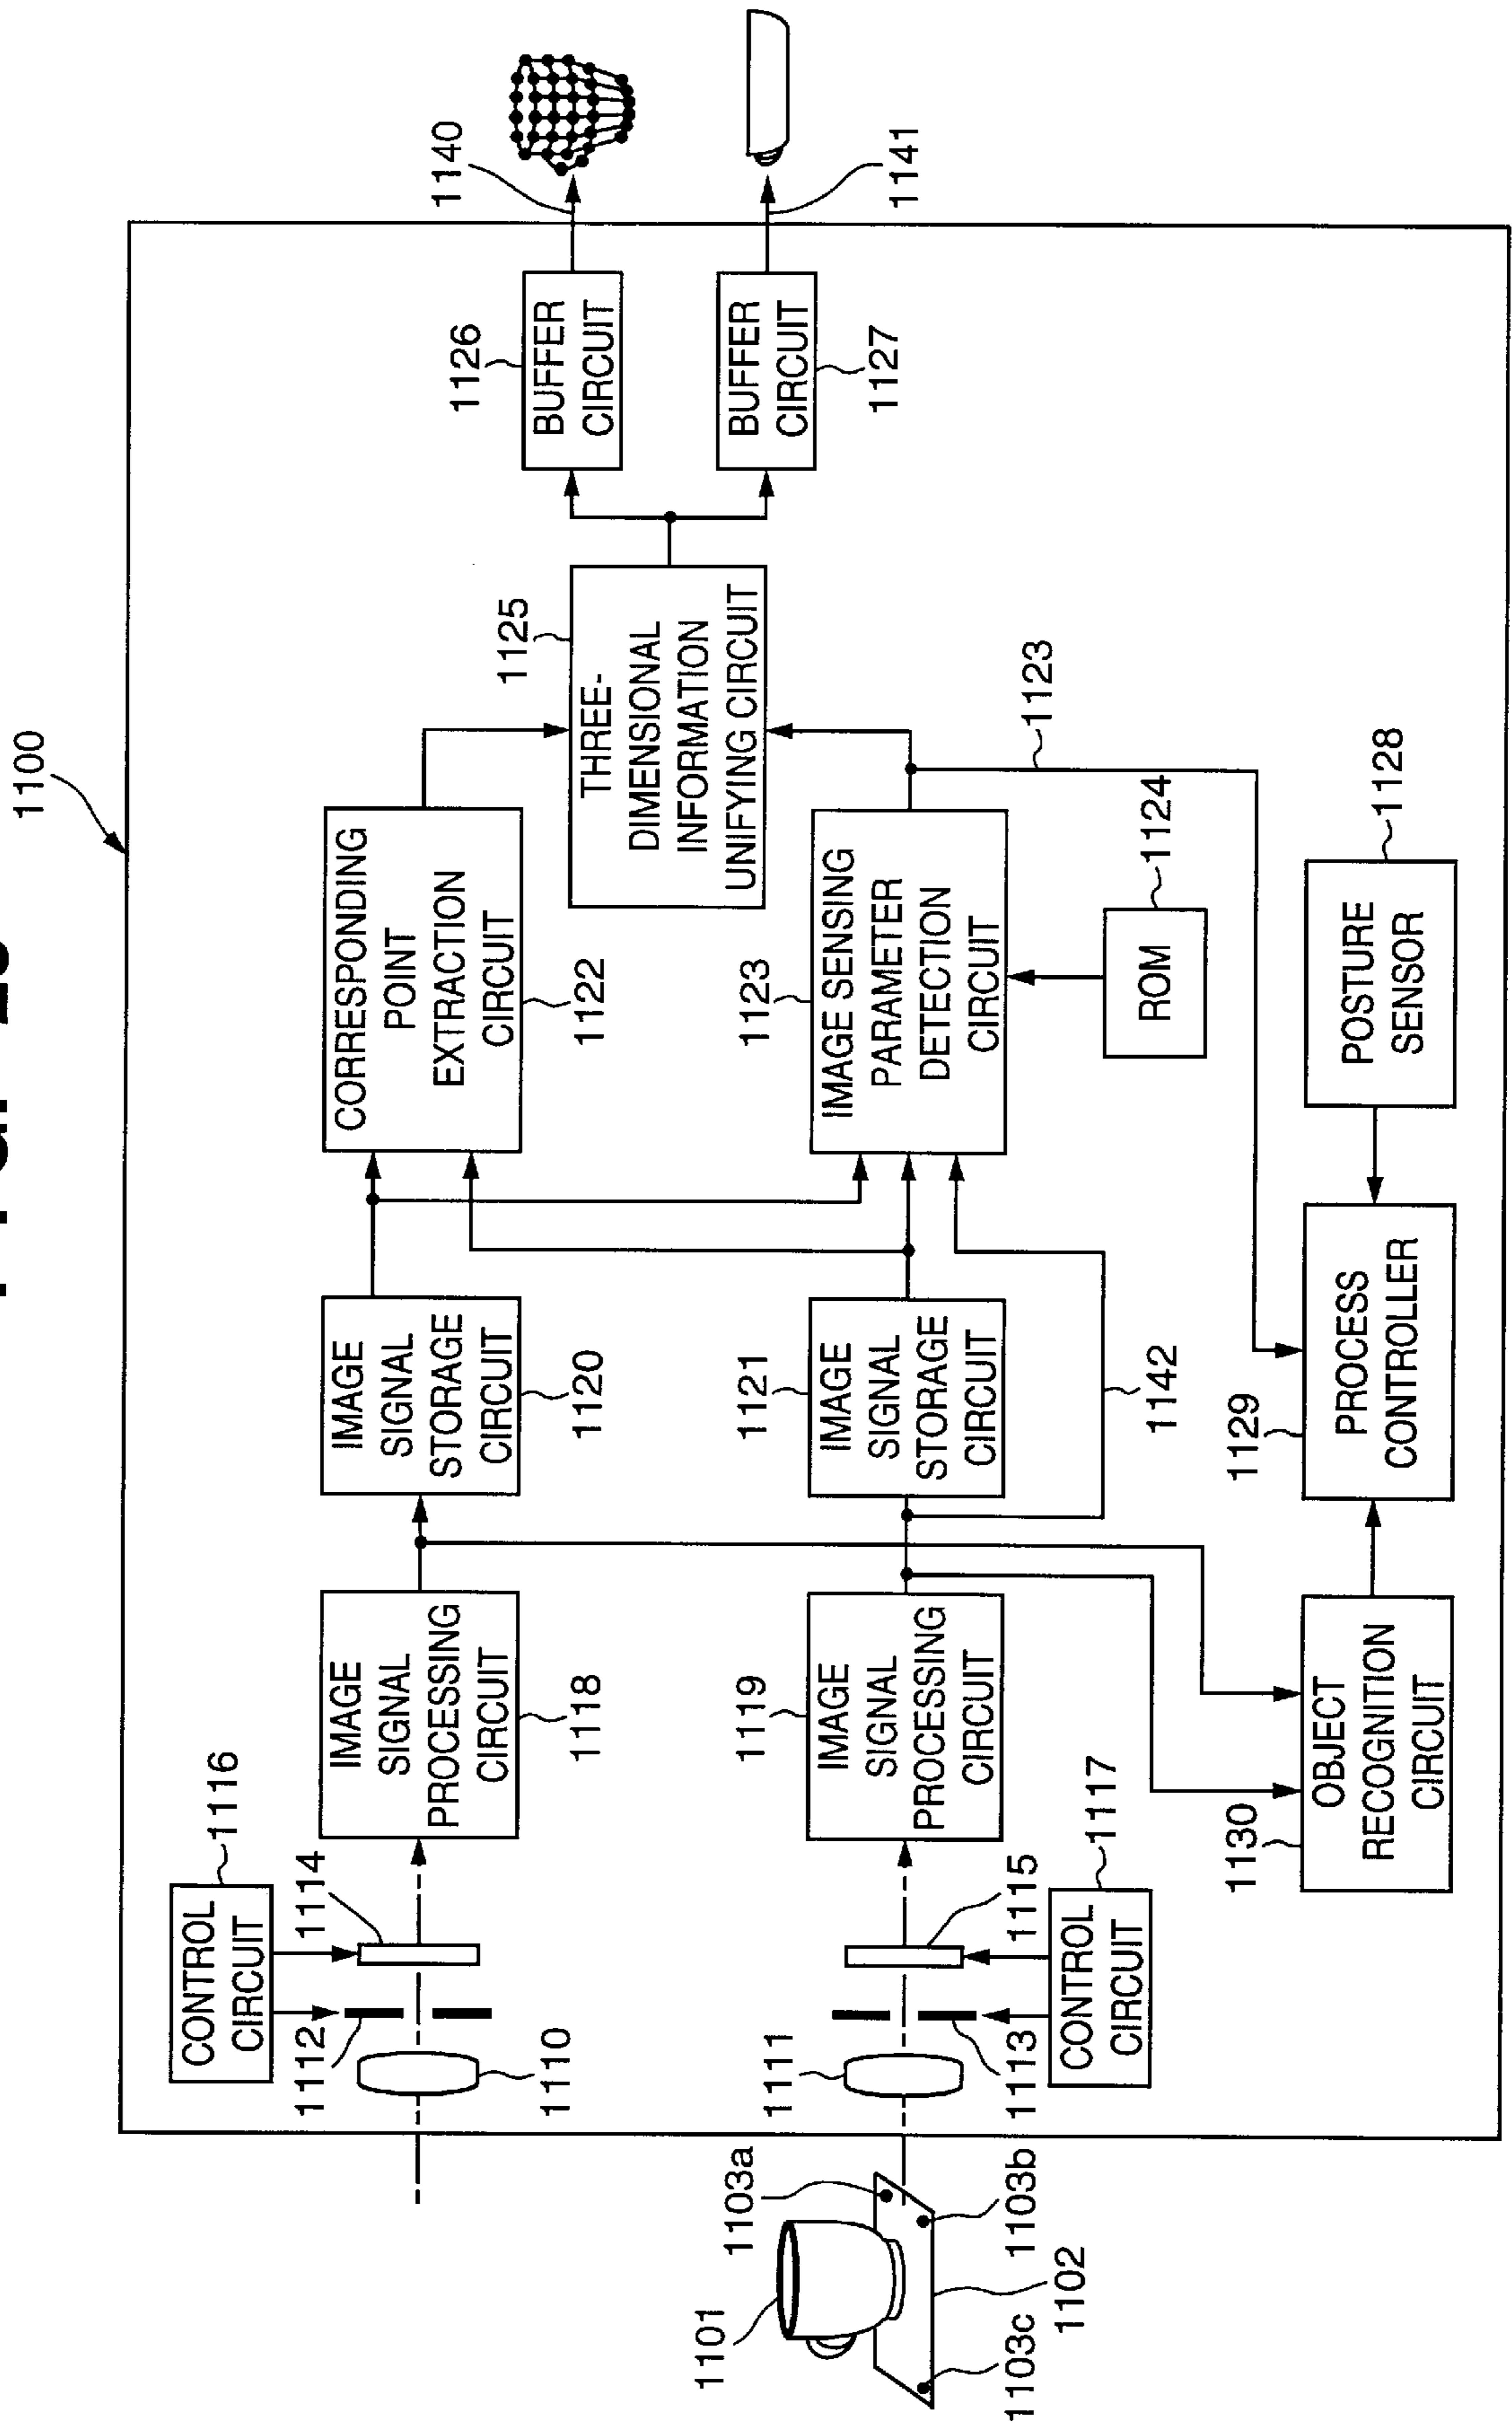 1100
CONTROL
CIRCUIT
1116
1112
1114
1110
IMAGE
SIGNAL
PROCESSING
CIRCUIT
1118
IMAGE
SIGNAL
STORAGE
CIRCUIT
1120
CORRESPONDING
POINT
EXTRACTION
CIRCUIT
1122
1125
THREE-
DIMENSIONAL
INFORMATION
UNIFYING CIRCUIT
1126
BUFFER
CIRCUIT
1140
BUFFER
CIRCUIT
1127
1141
1101
1103a
1103b
1103c
1102
1111
1113
1115
CONTROL
CIRCUIT
1117
1119
IMAGE
SIGNAL
PROCESSING
CIRCUIT
1121
IMAGE
SIGNAL
STORAGE
CIRCUIT
1142
1123
IMAGE SENSING
PARAMETER
DETECTION
CIRCUIT
1123
ROM
1124
1130
OBJECT
RECOGNITION
CIRCUIT
1129
PROCESS
CONTROLLER
POSTURE
SENSOR
1128